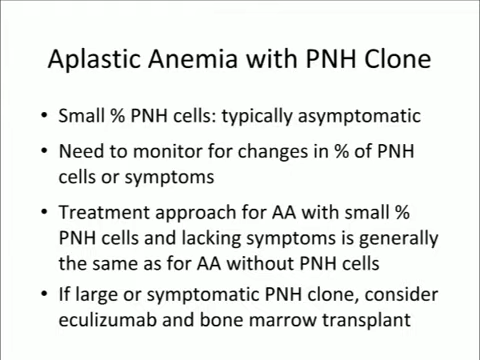 Aplastic Anemia with PNH Clone
• Small % PNH cells: typically asymptomatic
• Need to monitor for changes in % of PNH
cells or symptoms
• Treatment approach for AA with small %
PNH cells and lacking symptoms is generally
the same as for AA without PNH cells
• If large or symptomatic PNH clone, consider
eculizumab and bone marrow transplant